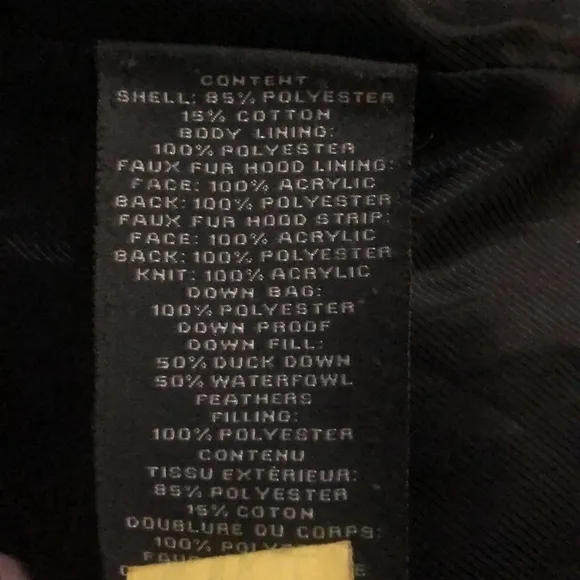 CONTENT
SHELL: 85% POLYESTER
15% COTTON
BODY LINING:
100% POLYESTER
FAUX FUR HOOD LINING:
FACE: 100% ACRYLIC
BACK: 100% POLYESTER
FAUX FUR HOOD STRIP:
FACE: 100% ACRYLIC
BACK: 100% POLYESTER
KNIT: 100% ACRYLIC
DOWN BAG:
100% POLYESTER
DOWN PROOF
DOWN FILL:
50% DUCK DOWN
50% WATERFOWL
FEATHERS
FILLING:
100% POLYESTER
CONTENU
TISSU EXTÉRIEUR:
85% POLYESTER
15% COTON
DOUBLURE DU CORPS:
100% POLYESTER